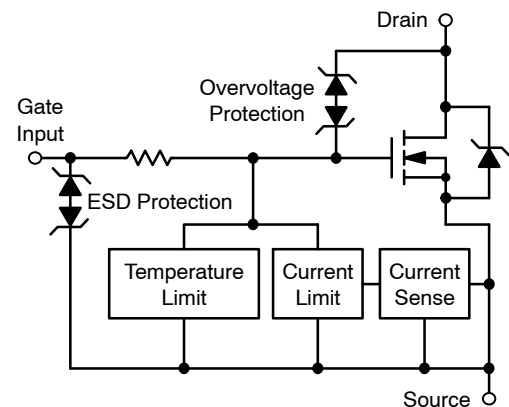 Drain
Overvoltage
Protection
Gate
Input
ESD Protection
Temperature
Limit
Current
Limit
Current
Sense
Source